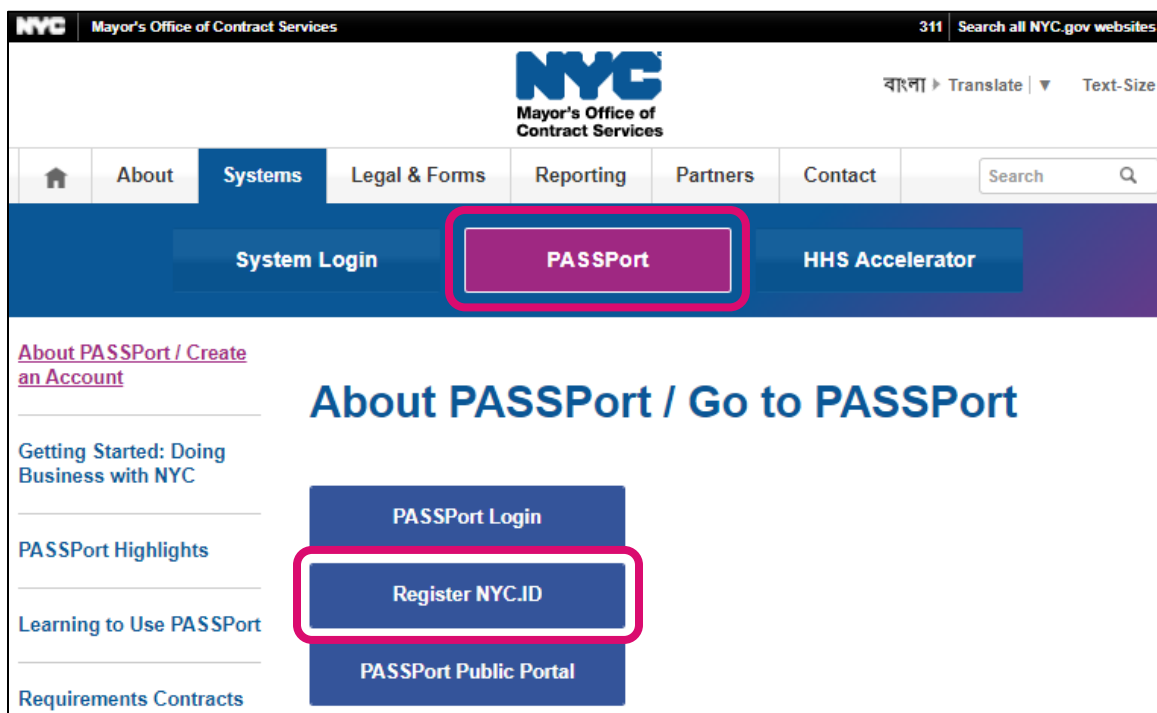 NYC Mayor's Office of Contract Services 311 Search all NYC.gov websites
NYC
Mayor's Office of
Contract Services
বাংলা Translate ▼ Text-Size
About Systems Legal & Forms Reporting Partners Contact Search
System Login PASSPort HHS Accelerator
About PASSPort / Create
an Account
Getting Started: Doing
Business with NYC
PASSPort Highlights
Learning to Use PASSPort
Requirements Contracts
About PASSPort / Go to PASSPort
PASSPort Login
Register NYC.ID
PASSPort Public Portal